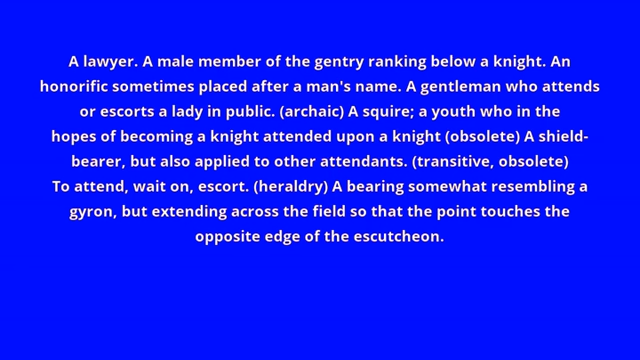 A lawyer. A male member of the gentry ranking below a knight. An
honorific sometimes placed after a man's name. A gentleman who attends
or escorts a lady in public. (archaic) A squire; a youth who in the
hopes of becoming a knight attended upon a knight (obsolete) A shield-
bearer, but also applied to other attendants. (transitive, obsolete)
To attend, wait on, escort. (heraldry) A bearing somewhat resembling a
gyron, but extending across the field so that the point touches the
opposite edge of the escutcheon.